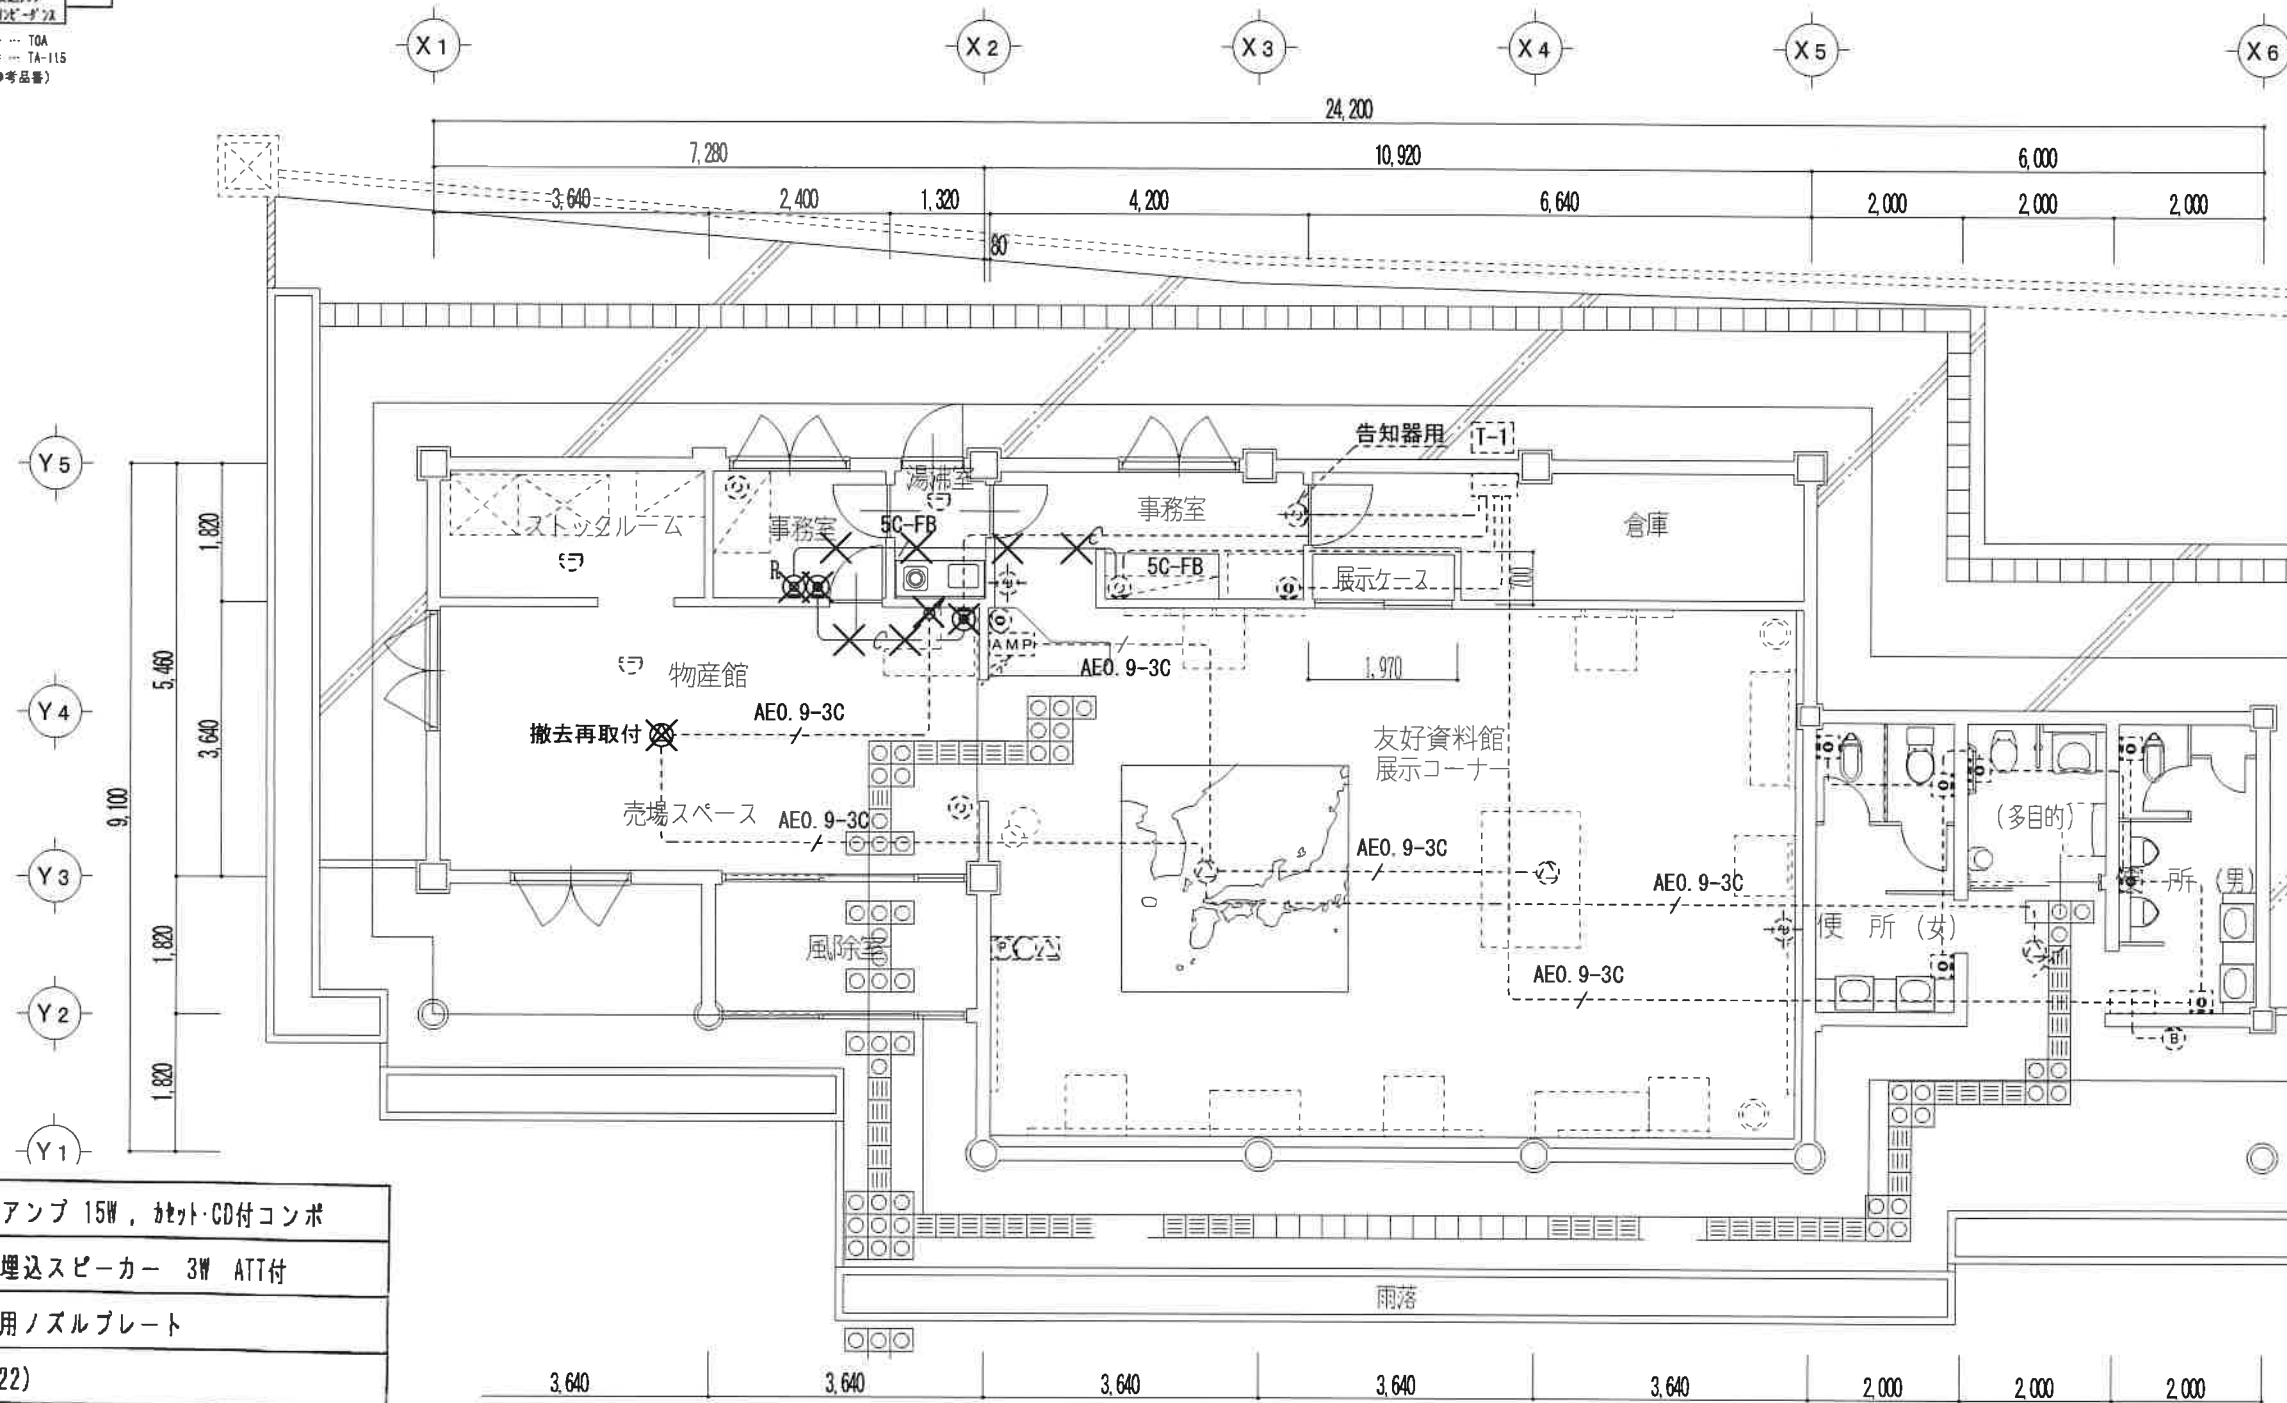 TOA
TA-115
X1
X2
X3
X4
X5
X6
24,200
7,280
10,920
6,000
3,640
2,400
1,320
4,200
6,640
2,000
2,000
2,000
80
告知器用
T-1
Y5
湯沸室
事務室
ストックルーム
事務室
倉庫
5C-FB
C
R
5C-FB
展示ケース
1,820
5,460
3,640
9,100
AMP
物産館
AE0.9-3C
1,970
Y4
撤去再取付
AE0.9-3C
友好資料館
展示コーナー
売場スペース
AE0.9-3C
(多目的)
AE0.9-3C
Y3
AE0.9-3C
所 (男)
便 所 (女)
風除室
1,820
AE0.9-3C
Y2
B
1,820
Y1
アンプ 15W , カセット・CD付コンポ
埋込スピーカー 3W ATT付
用ノズルプレート
22)
雨落
3,640
3,640
3,640
3,640
3,640
2,000
2,000
2,000